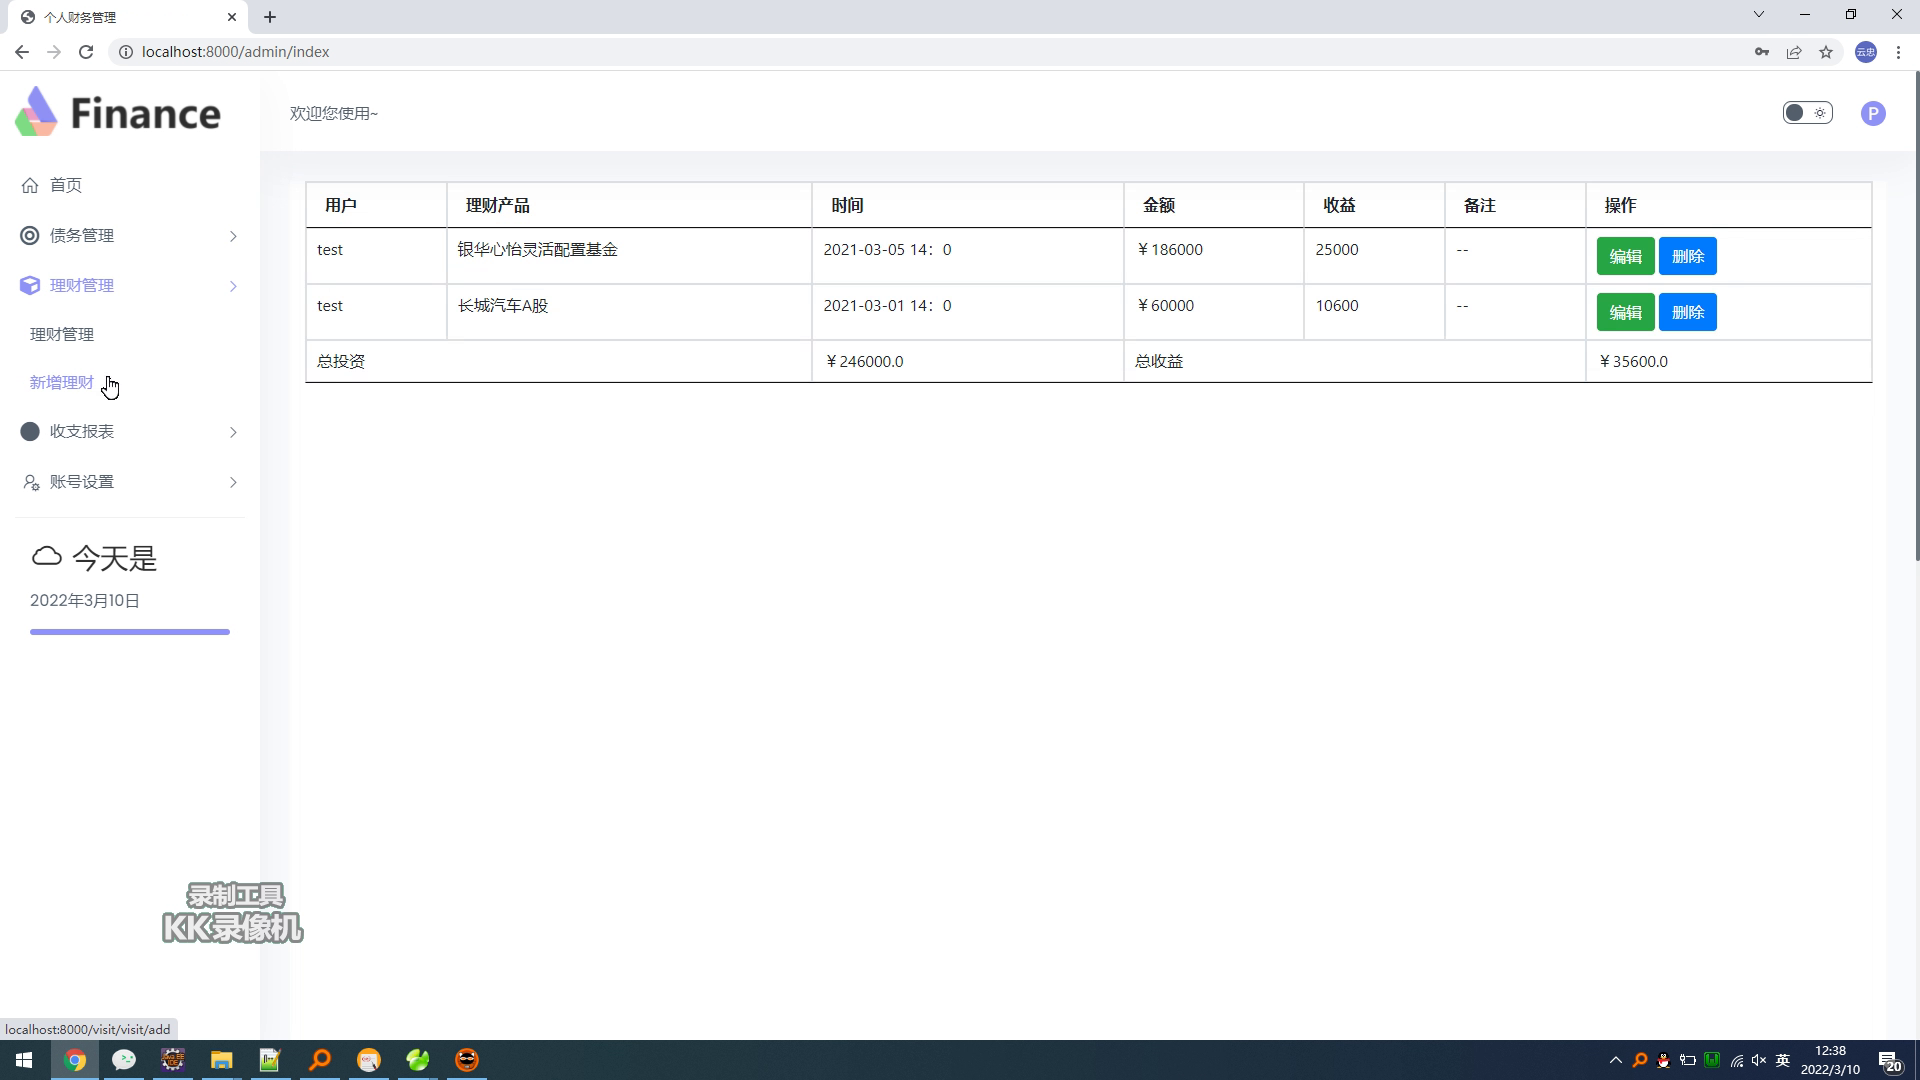 个人财务管理
localhost:8000/admin/index
云忠
Finance
欢迎您使用~
P
首页
债务管理
理财管理
理财管理
新增理财
收支报表
账号设置
今天是
2022年3月10日
用户 理财产品 时间 金额 收益 备注 操作
test 银华心怡灵活配置基金 2021-03-05 14：0 ￥186000 25000 -- 编辑 删除
test 长城汽车A股 2021-03-01 14：0 ￥60000 10600 -- 编辑 删除
总投资 ￥246000.0 总收益 ￥35600.0
录制工具
KK录像机
localhost:8000/visit/visit/add
英
12:38
2022/3/10
20